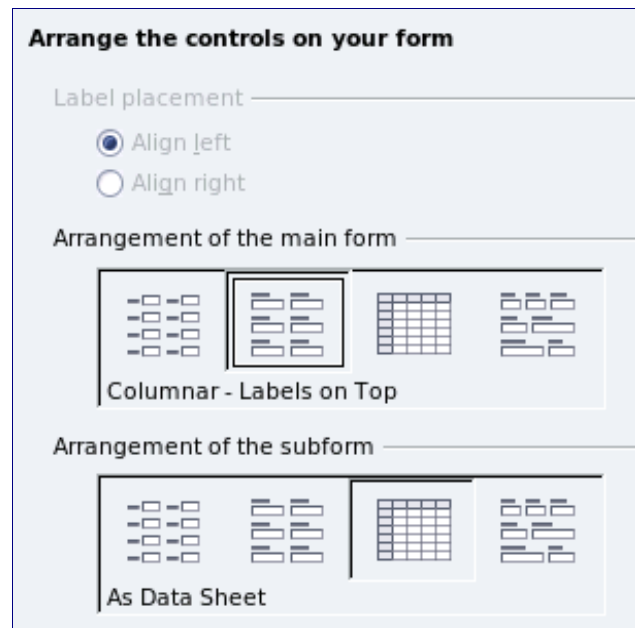 Arrange the controls on your form
Label placement
Align left
Align right
Arrangement of the main form
Columnar - Labels on Top
Arrangement of the subform
As Data Sheet